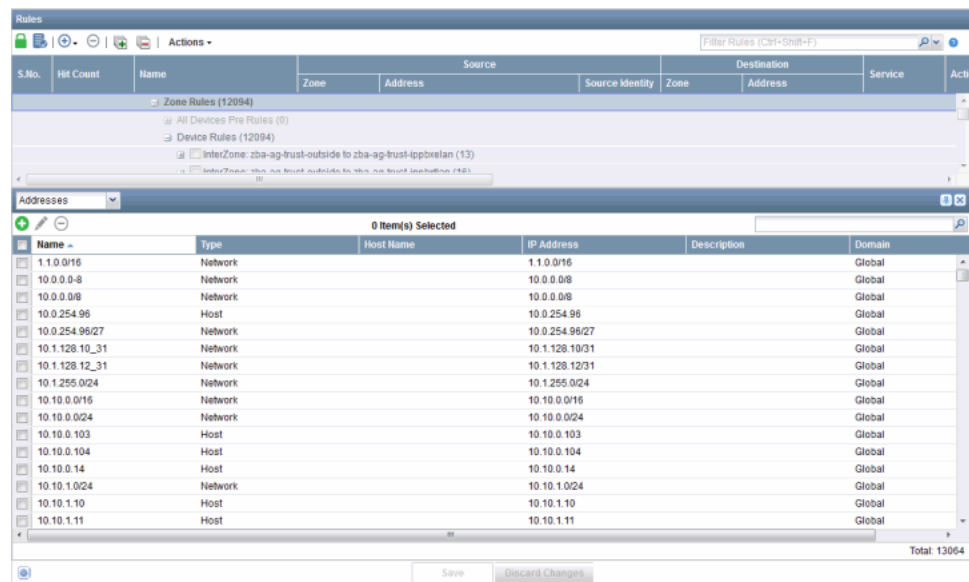 Rules
Actions
Filter Rules (Ctrl+Shift+F)
S.No. Hit Count Name Source Destination Service Acti
Zone Address Source Identity Zone Address
Zone Rules (12094)
All Devices Pre Rules (0)
Device Rules (12094)
InterZone: zba-ag-trust-outside to zba-ag-trust-ippbxelan (13)
Addresses
0 Item(s) Selected
Name Type Host Name IP Address Description Domain
1.1.0.0/16 Network 1.1.0.0/16 Global
10.0.0.0-8 Network 10.0.0.0/8 Global
10.0.0.0/8 Network 10.0.0.0/8 Global
10.0.254.96 Host 10.0.254.96 Global
10.0.254.96/27 Network 10.0.254.96/27 Global
10.1.128.10_31 Network 10.1.128.10/31 Global
10.1.128.12_31 Network 10.1.128.12/31 Global
10.1.255.0/24 Network 10.1.255.0/24 Global
10.10.0.0/16 Network 10.10.0.0/16 Global
10.10.0.0/24 Network 10.10.0.0/24 Global
10.10.0.103 Host 10.10.0.103 Global
10.10.0.104 Host 10.10.0.104 Global
10.10.0.14 Host 10.10.0.14 Global
10.10.1.0/24 Network 10.10.1.0/24 Global
10.10.1.10 Host 10.10.1.10 Global
10.10.1.11 Host 10.10.1.11 Global
Total: 13064
Save Discard Changes